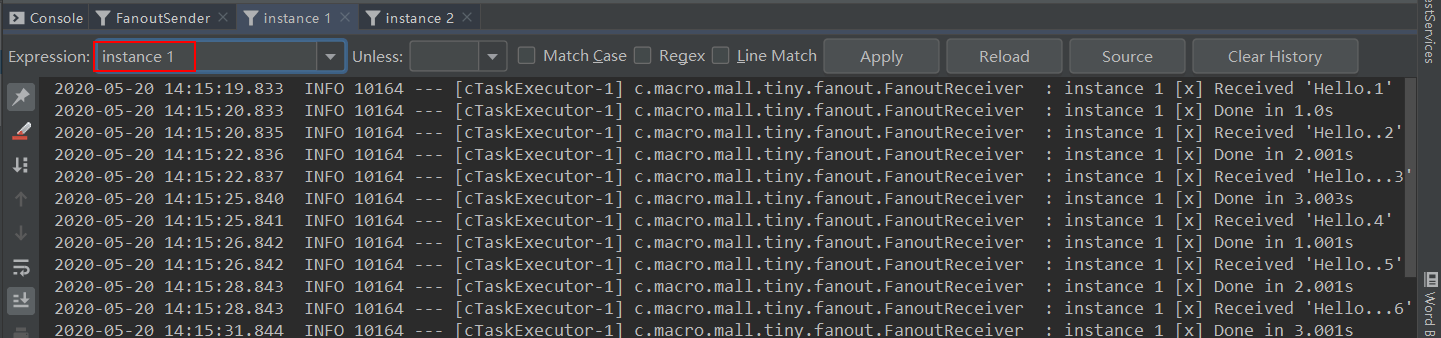 Console FanoutSender instance 1 instance 2
Expression: instance 1 Unless: Match Case Regex Line Match Apply Reload Source Clear History
2020-05-20 14:15:19.833  INFO 10164 --- [cTaskExecutor-1] c.macro.mall.tiny.fanout.FanoutReceiver  : instance 1 [x] Received 'Hello.1'
2020-05-20 14:15:20.833  INFO 10164 --- [cTaskExecutor-1] c.macro.mall.tiny.fanout.FanoutReceiver  : instance 1 [x] Done in 1.0s
2020-05-20 14:15:20.835  INFO 10164 --- [cTaskExecutor-1] c.macro.mall.tiny.fanout.FanoutReceiver  : instance 1 [x] Received 'Hello..2'
2020-05-20 14:15:22.836  INFO 10164 --- [cTaskExecutor-1] c.macro.mall.tiny.fanout.FanoutReceiver  : instance 1 [x] Done in 2.001s
2020-05-20 14:15:22.837  INFO 10164 --- [cTaskExecutor-1] c.macro.mall.tiny.fanout.FanoutReceiver  : instance 1 [x] Received 'Hello...3'
2020-05-20 14:15:25.840  INFO 10164 --- [cTaskExecutor-1] c.macro.mall.tiny.fanout.FanoutReceiver  : instance 1 [x] Done in 3.003s
2020-05-20 14:15:25.841  INFO 10164 --- [cTaskExecutor-1] c.macro.mall.tiny.fanout.FanoutReceiver  : instance 1 [x] Received 'Hello.4'
2020-05-20 14:15:26.842  INFO 10164 --- [cTaskExecutor-1] c.macro.mall.tiny.fanout.FanoutReceiver  : instance 1 [x] Done in 1.001s
2020-05-20 14:15:26.842  INFO 10164 --- [cTaskExecutor-1] c.macro.mall.tiny.fanout.FanoutReceiver  : instance 1 [x] Received 'Hello..5'
2020-05-20 14:15:28.843  INFO 10164 --- [cTaskExecutor-1] c.macro.mall.tiny.fanout.FanoutReceiver  : instance 1 [x] Done in 2.001s
2020-05-20 14:15:28.843  INFO 10164 --- [cTaskExecutor-1] c.macro.mall.tiny.fanout.FanoutReceiver  : instance 1 [x] Received 'Hello...6'
2020-05-20 14:15:31.844  INFO 10164 --- [cTaskExecutor-1] c.macro.mall.tiny.fanout.FanoutReceiver  : instance 1 [x] Done in 3.001s
estServices
Word B